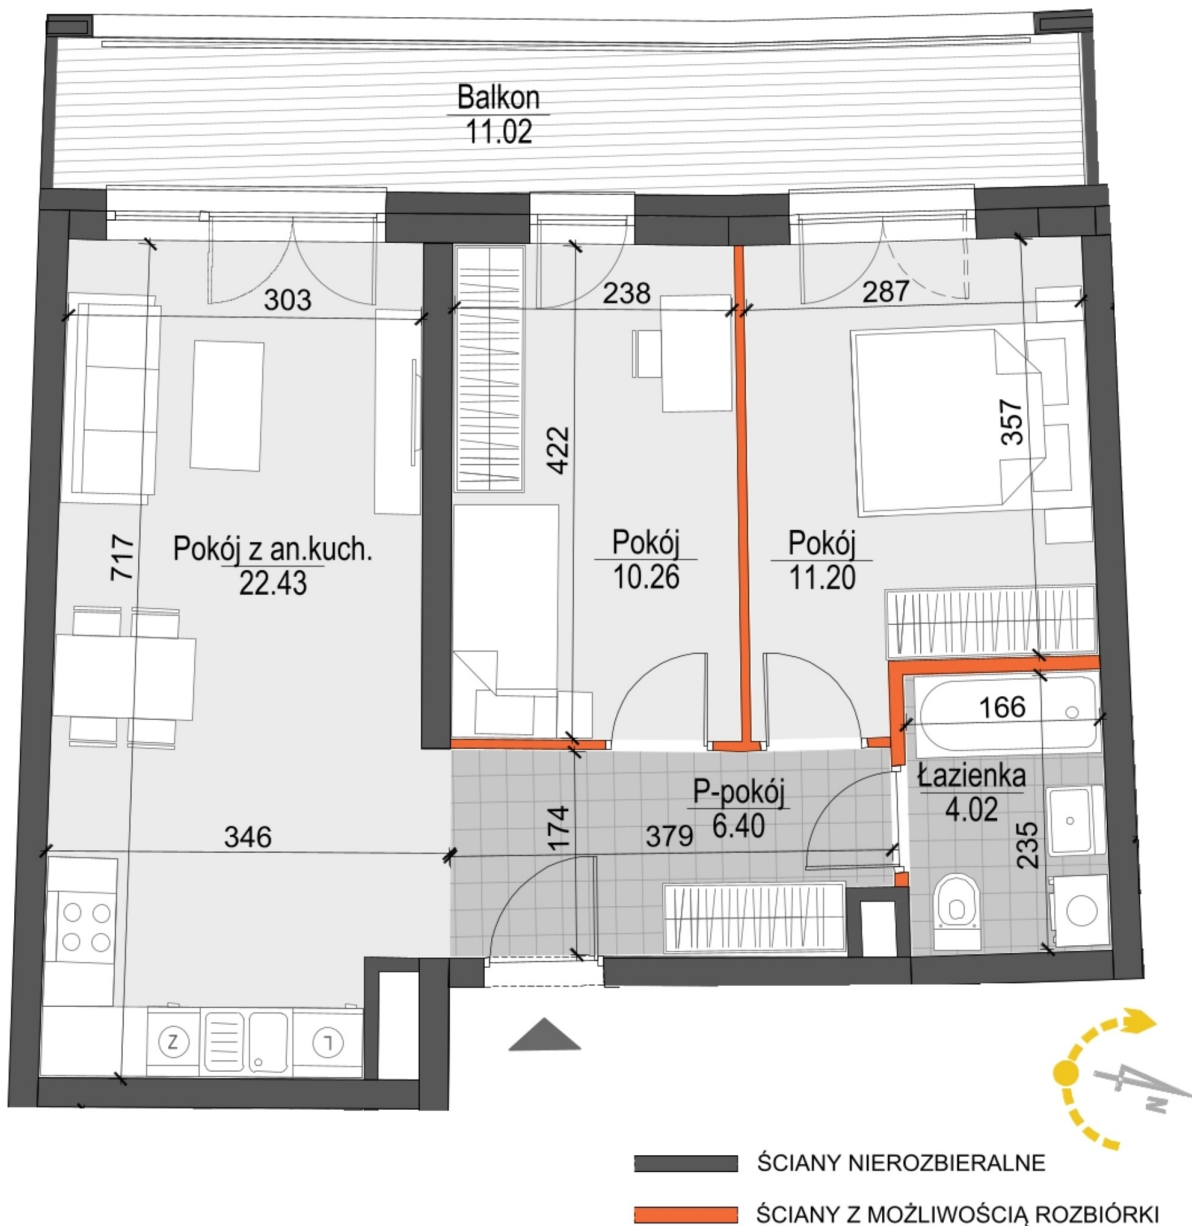 Balkon
11.02
303
238
287
422
357
717
Pokój z an.kuch.
22.43
Pokój
10.26
Pokój
11.20
166
P-pokój
6.40
Łazienka
4.02
346
174
379
235
Z
L
N
ŚCIANY NIEROZBIERALNE
ŚCIANY Z MOŻLIWOŚCIĄ ROZBIÓRKI